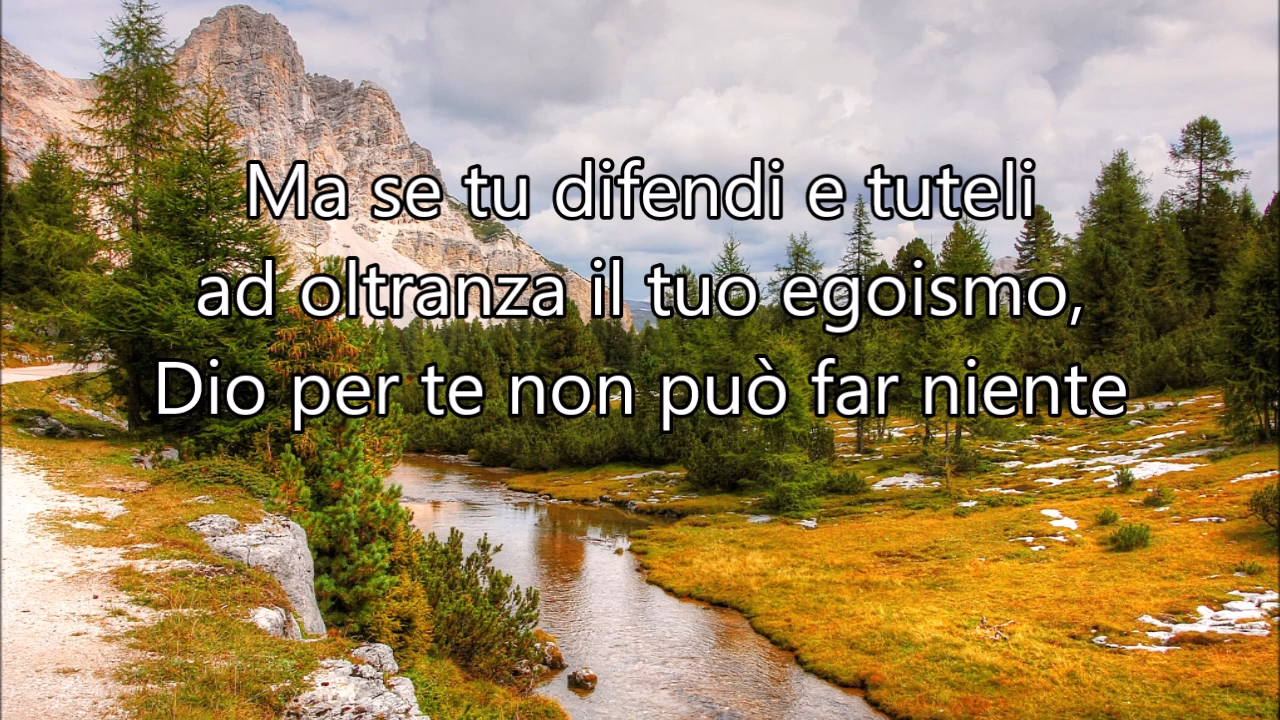 Ma se tu difendi e tuteli
ad oltranza il tuo egoismo,
Dio per te non può far niente